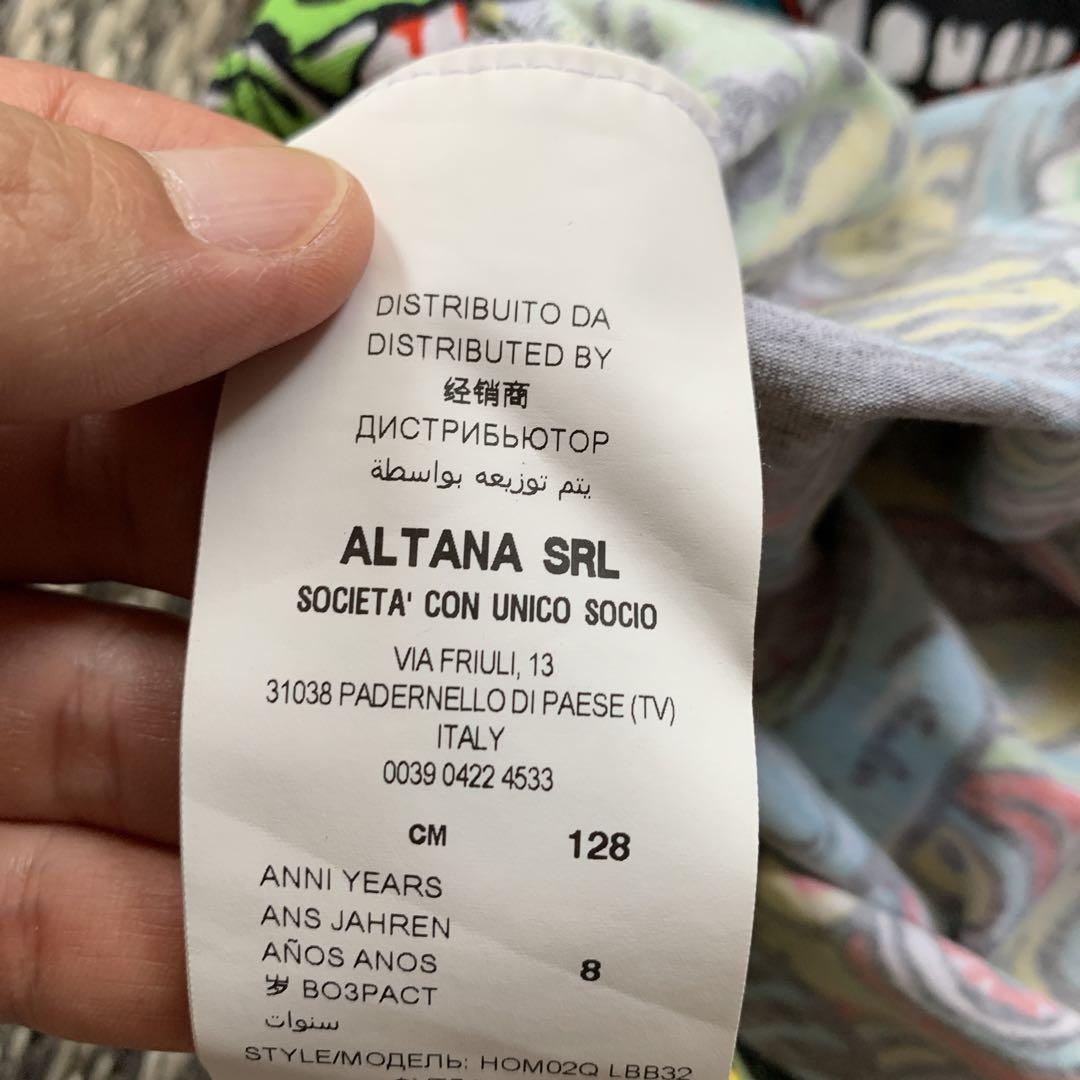 DISTRIBUITO DA
DISTRIBUTED BY
经销商
ДИСТРИБЬЮТОР
يتم توزيعه بواسطة
ALTANA SRL
SOCIETA' CON UNICO SOCIO
VIA FRIULI, 13
31038 PADERNELLO DI PAESE (TV)
ITALY
0039 0422 4533
CM 128
ANNI YEARS
ANS JAHREN
AÑOS ANOS 8
岁 ВОЗРАСТ
سنوات
STYLE/МОДЕЛЬ: HOM02Q LBB32